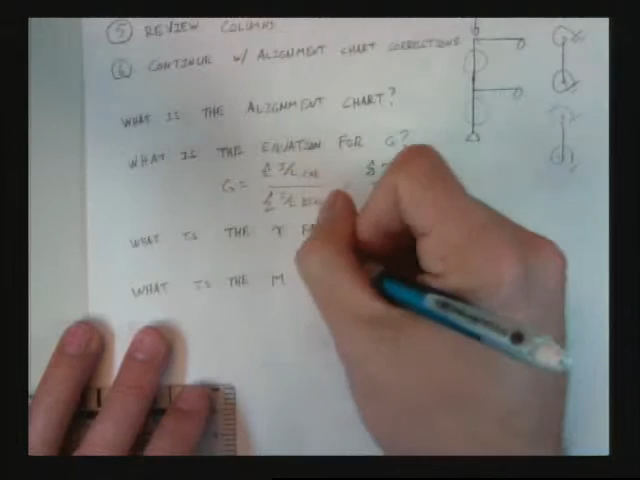 ⑤ REVIEW COLUMNS
⑥ CONTINUE W/ ALIGNMENT CHART CORRECTIONS
WHAT IS THE ALIGNMENT CHART?
WHAT IS THE EQUATION FOR G?
G = Σ I/L COL
Σ I/L
WHAT IS THE γ
WHAT IS THE M